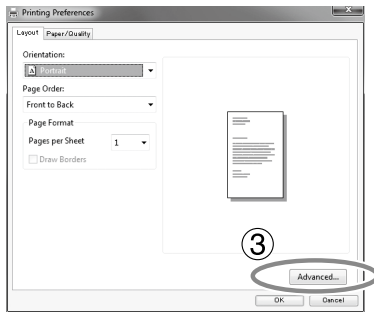 Printing Preferences
Layout Paper/Quality
Orientation:
Portrait
Page Order:
Front to Back
Page Format
Pages per Sheet 1
Draw Borders
③
Advanced...
OK Cancel